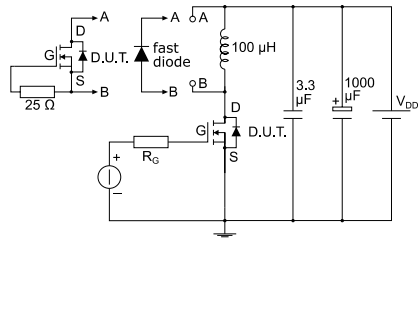 A A A
D
G D.U.T. fast diode 100 µH
S
B B B
25 Ω
3.3 µF
1000 µF
+
V_DD
D
G D.U.T.
S
R_G
+
−